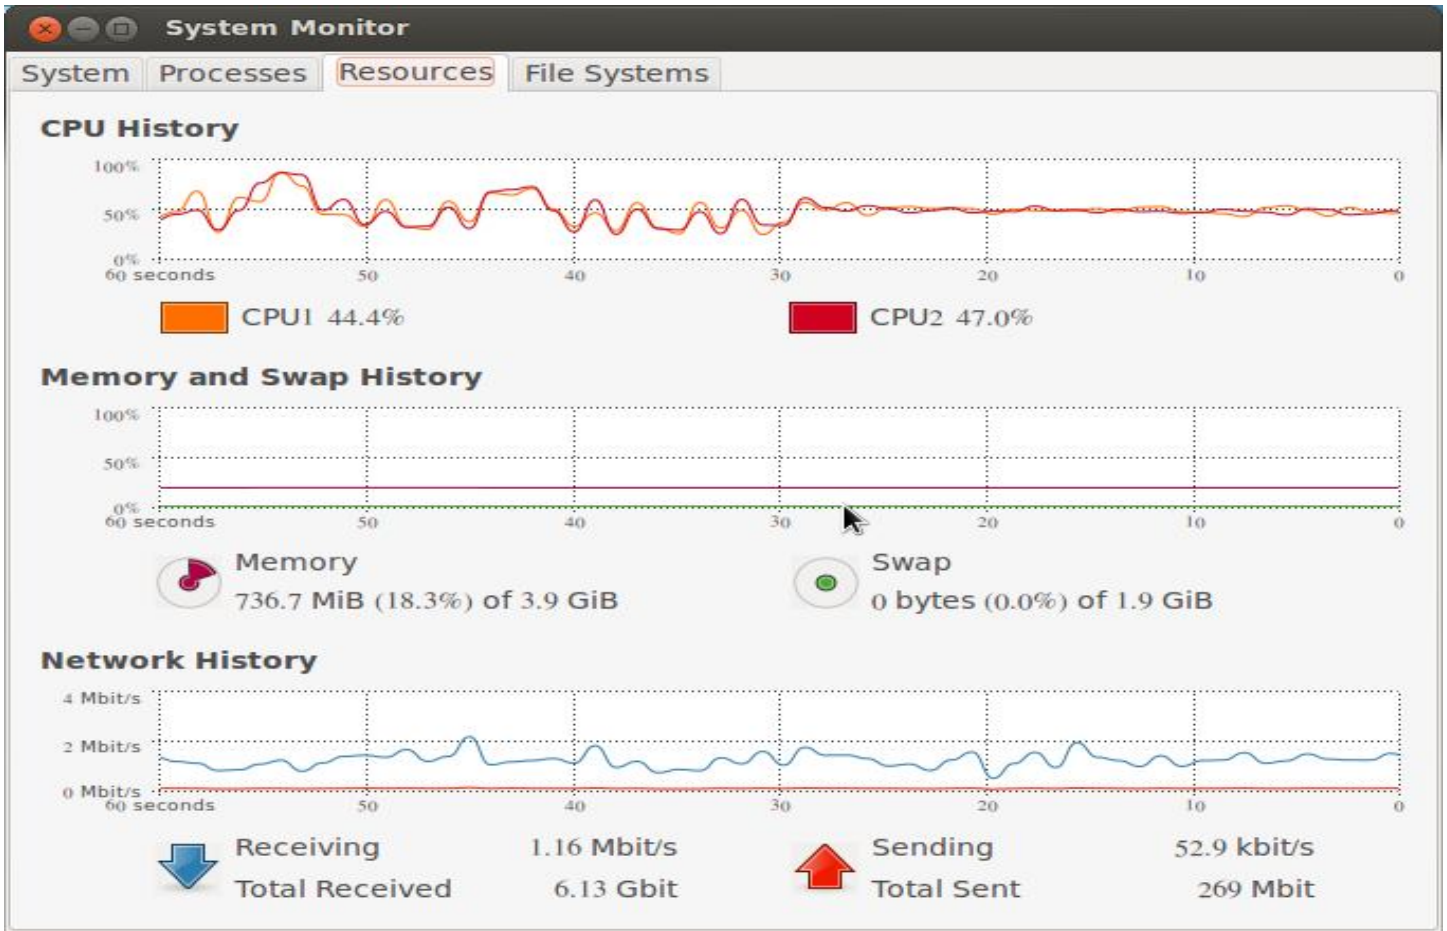 System Monitor
System Processes Resources File Systems
CPU History
100%
50%
0%
60 seconds 50 40 30 20 10 0
CPU1 44.4% CPU2 47.0%
Memory and Swap History
100%
50%
0%
60 seconds 50 40 30 20 10 0
Memory Swap
736.7 MiB (18.3%) of 3.9 GiB 0 bytes (0.0%) of 1.9 GiB
Network History
4 Mbit/s
2 Mbit/s
0 Mbit/s
60 seconds 50 40 30 20 10 0
Receiving 1.16 Mbit/s Sending 52.9 kbit/s
Total Received 6.13 Gbit Total Sent 269 Mbit